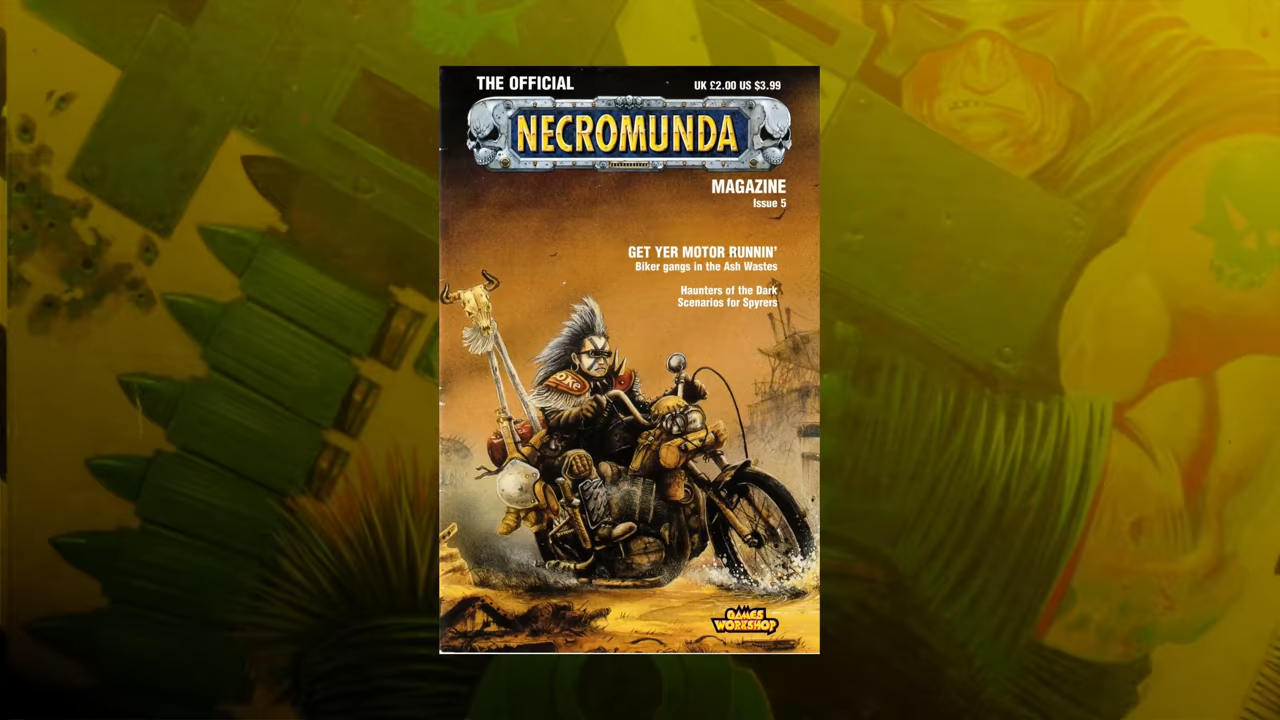 THE OFFICIAL
UK £2.00 US $3.99
NECROMUNDA
MAGAZINE
Issue 5
GET YER MOTOR RUNNIN'
Biker gangs in the Ash Wastes
Haunters of the Dark
Scenarios for Spyrers
OKe
GAMES
WORKSHOP